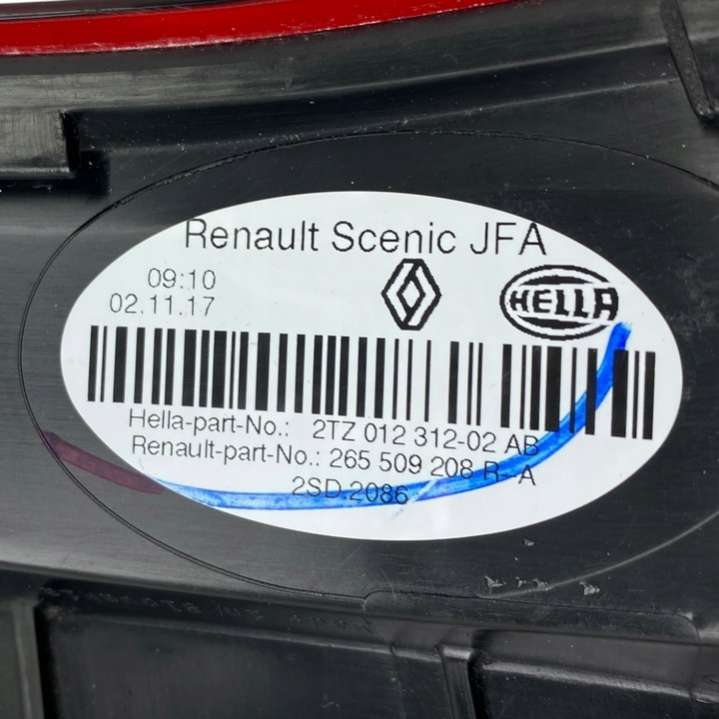 Renault Scenic JFA
09:10
02.11.17
HELLA
Hella-part-No.: 2TZ 012 312-02 AB
Renault-part-No.: 265 509 208 R--A
2SD 2086